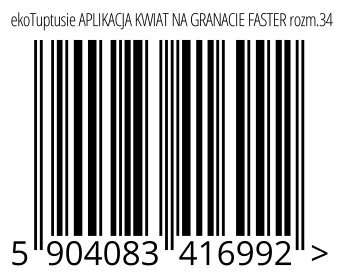 ekoTuptusie APLIKACJA KWIAT NA GRANACIE FASTER rozm.34
5 904083 416992 >